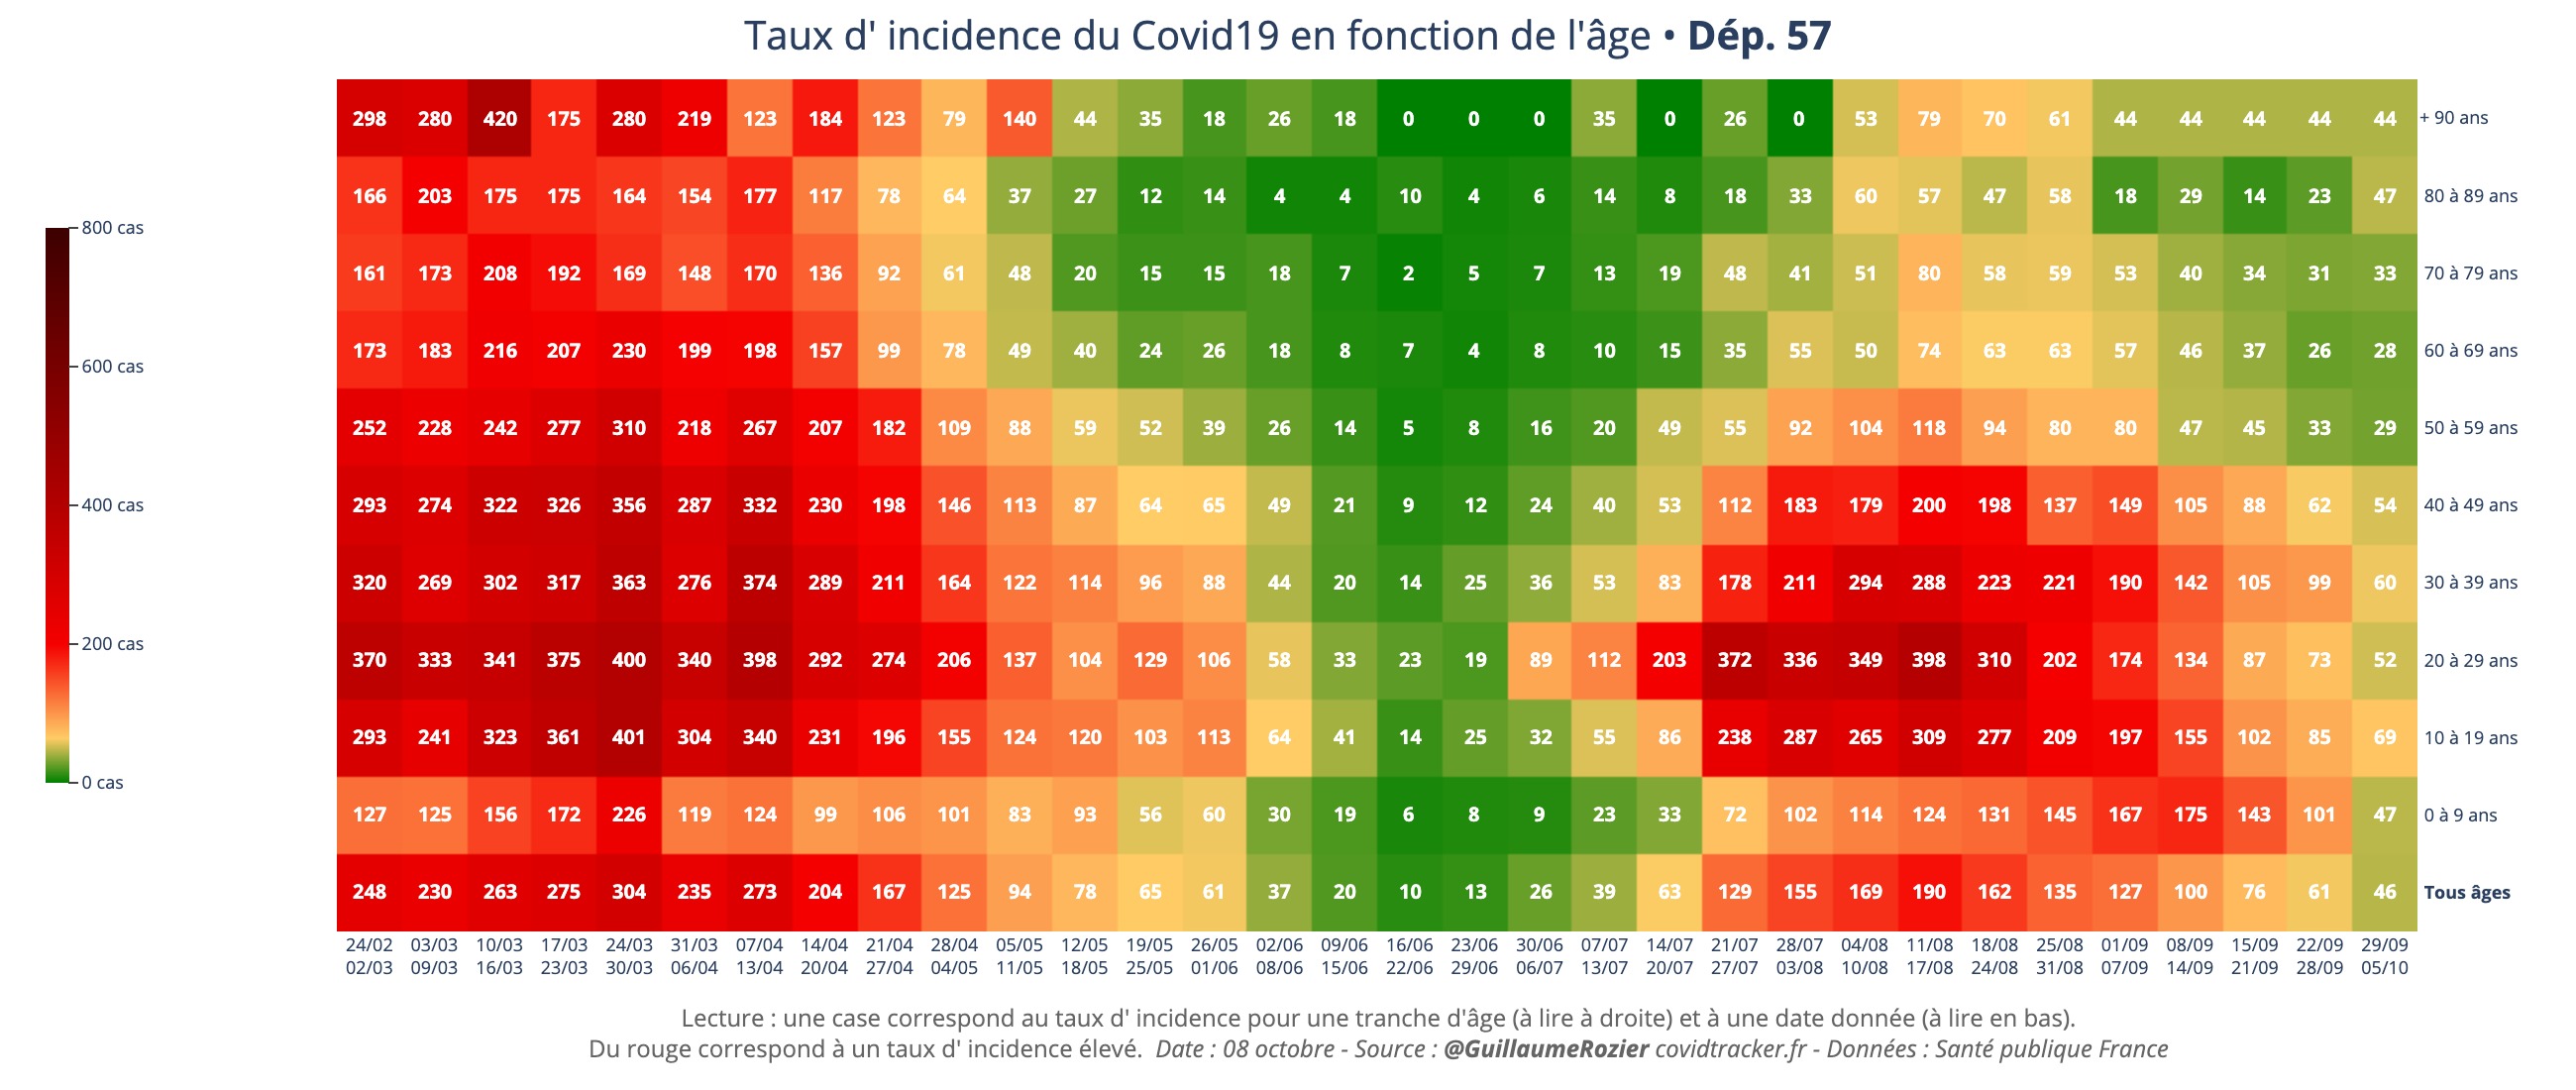 Taux d' incidence du Covid19 en fonction de l'âge • Dép. 57
298 280 420 175 280 219 123 184 123 79 140 44 35 18 26 18 0 0 0 35 0 26 0 53 79 70 61 44 44 44 44 44 + 90 ans
166 203 175 175 164 154 177 117 78 64 37 27 12 14 4 4 10 4 6 14 8 18 33 60 57 47 58 18 29 14 23 47 80 à 89 ans
161 173 208 192 169 148 170 136 92 61 48 20 15 15 18 7 2 5 7 13 19 48 41 51 80 58 59 53 40 34 31 33 70 à 79 ans
173 183 216 207 230 199 198 157 99 78 49 40 24 26 18 8 7 4 8 10 15 35 55 50 74 63 63 57 46 37 26 28 60 à 69 ans
252 228 242 277 310 218 267 207 182 109 88 59 52 39 26 14 5 8 16 20 49 55 92 104 118 94 80 80 47 45 33 29 50 à 59 ans
293 274 322 326 356 287 332 230 198 146 113 87 64 65 49 21 9 12 24 40 53 112 183 179 200 198 137 149 105 88 62 54 40 à 49 ans
320 269 302 317 363 276 374 289 211 164 122 114 96 88 44 20 14 25 36 53 83 178 211 294 288 223 221 190 142 105 99 60 30 à 39 ans
370 333 341 375 400 340 398 292 274 206 137 104 129 106 58 33 23 19 89 112 203 372 336 349 398 310 202 174 134 87 73 52 20 à 29 ans
293 241 323 361 401 304 340 231 196 155 124 120 103 113 64 41 14 25 32 55 86 238 287 265 309 277 209 197 155 102 85 69 10 à 19 ans
127 125 156 172 226 119 124 99 106 101 83 93 56 60 30 19 6 8 9 23 33 72 102 114 124 131 145 167 175 143 101 47 0 à 9 ans
248 230 263 275 304 235 273 204 167 125 94 78 65 61 37 20 10 13 26 39 63 129 155 169 190 162 135 127 100 76 61 46 Tous âges
24/02 03/03 10/03 17/03 24/03 31/03 07/04 14/04 21/04 28/04 05/05 12/05 19/05 26/05 02/06 09/06 16/06 23/06 30/06 07/07 14/07 21/07 28/07 04/08 11/08 18/08 25/08 01/09 08/09 15/09 22/09 29/09
02/03 09/03 16/03 23/03 30/03 06/04 13/04 20/04 27/04 04/05 11/05 18/05 25/05 01/06 08/06 15/06 22/06 29/06 06/07 13/07 20/07 27/07 03/08 10/08 17/08 24/08 31/08 07/09 14/09 21/09 28/09 05/10
800 cas
600 cas
400 cas
200 cas
0 cas
Lecture : une case correspond au taux d' incidence pour une tranche d'âge (à lire à droite) et à une date donnée (à lire en bas).
Du rouge correspond à un taux d' incidence élevé. Date : 08 octobre - Source : @GuillaumeRozier covidtracker.fr - Données : Santé publique France